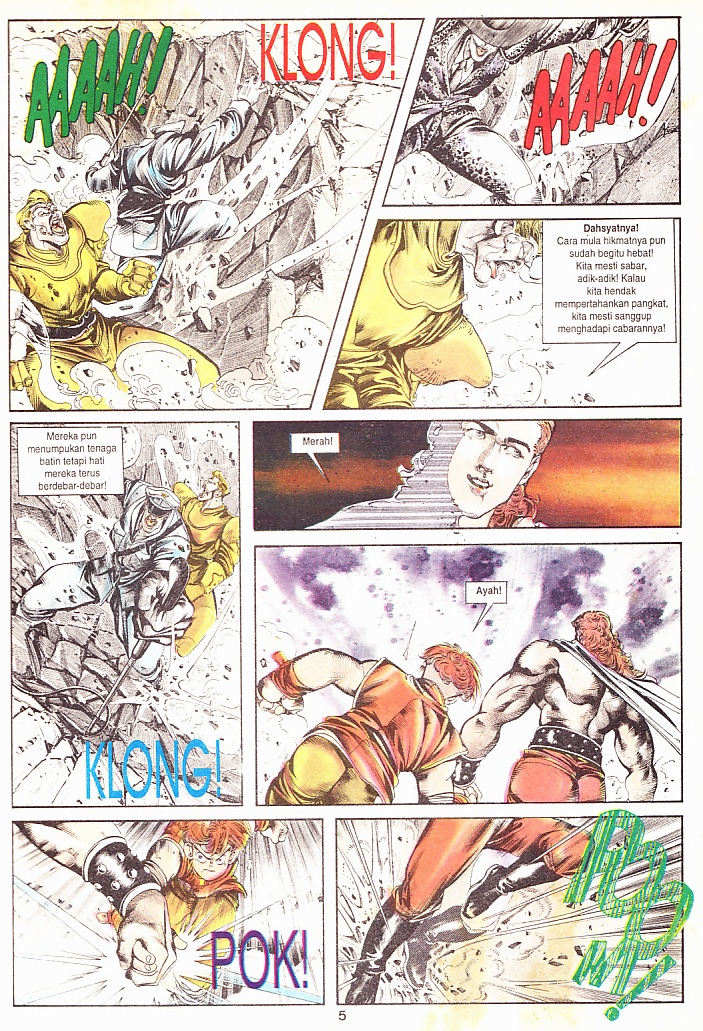 AAAAH!
KLONG!
AAAAH!
Dahsyatnya!
Cara mula hikmatnya pun
sudah begitu hebat!
Kita mesti sabar,
adik-adik! Kalau
kita hendak
mempertahankan pangkat,
kita mesti sanggup
menghadapi cabarannya!
Mereka pun
menumpukan tenaga
batin tetapi hati
mereka terus
berdebar-debar!
Merah!
KLONG!
Ayah!
POK!
5